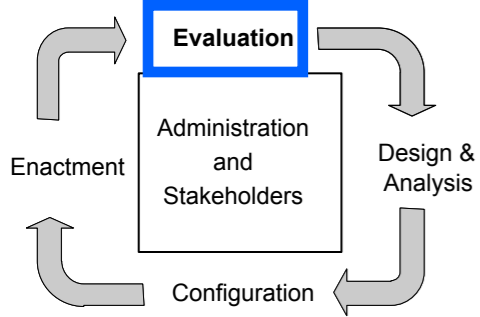 Evaluation
Administration
and
Stakeholders
Design &
Analysis
Enactment
Configuration